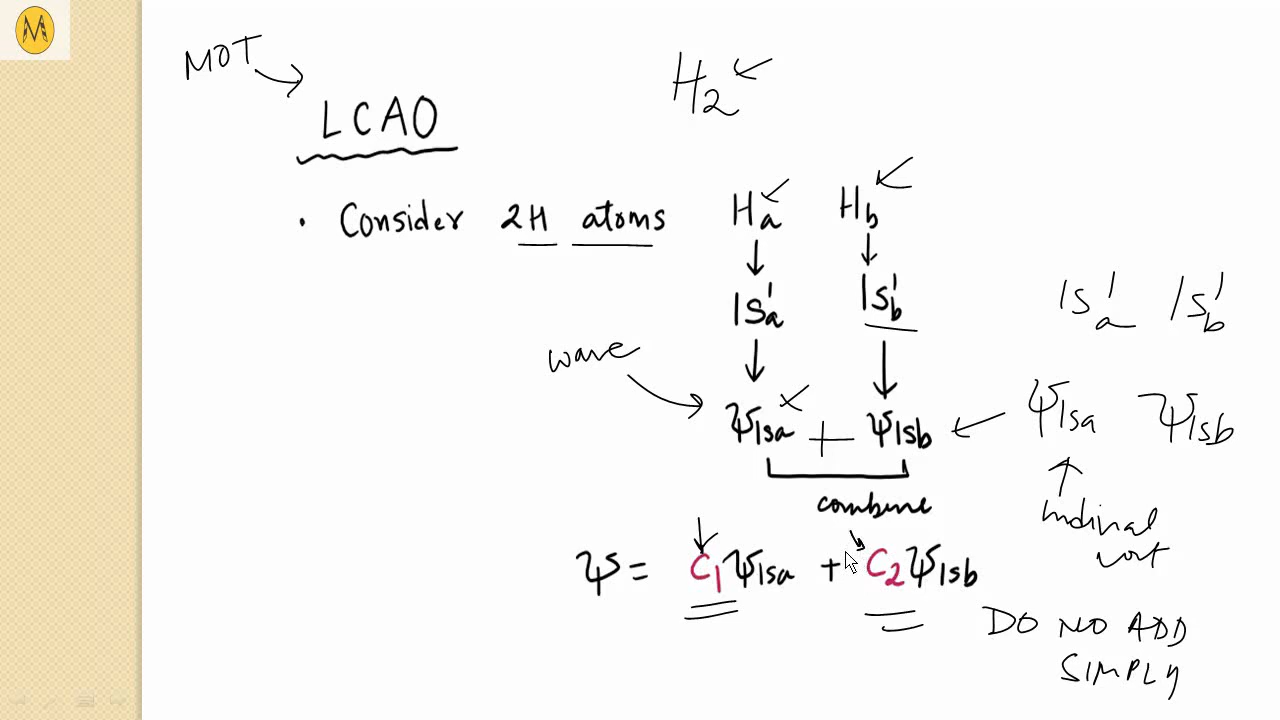 M
MOT
H2
LCAO
• Consider 2H atoms
Ha Hb
1s¹a 1s¹b
1s¹a 1s¹b
wave
ψ1sa + ψ1sb
ψ1sa ψ1sb
combine
ψ = C1ψ1sa + C2ψ1sb
DO NO ADD
SIMPLY